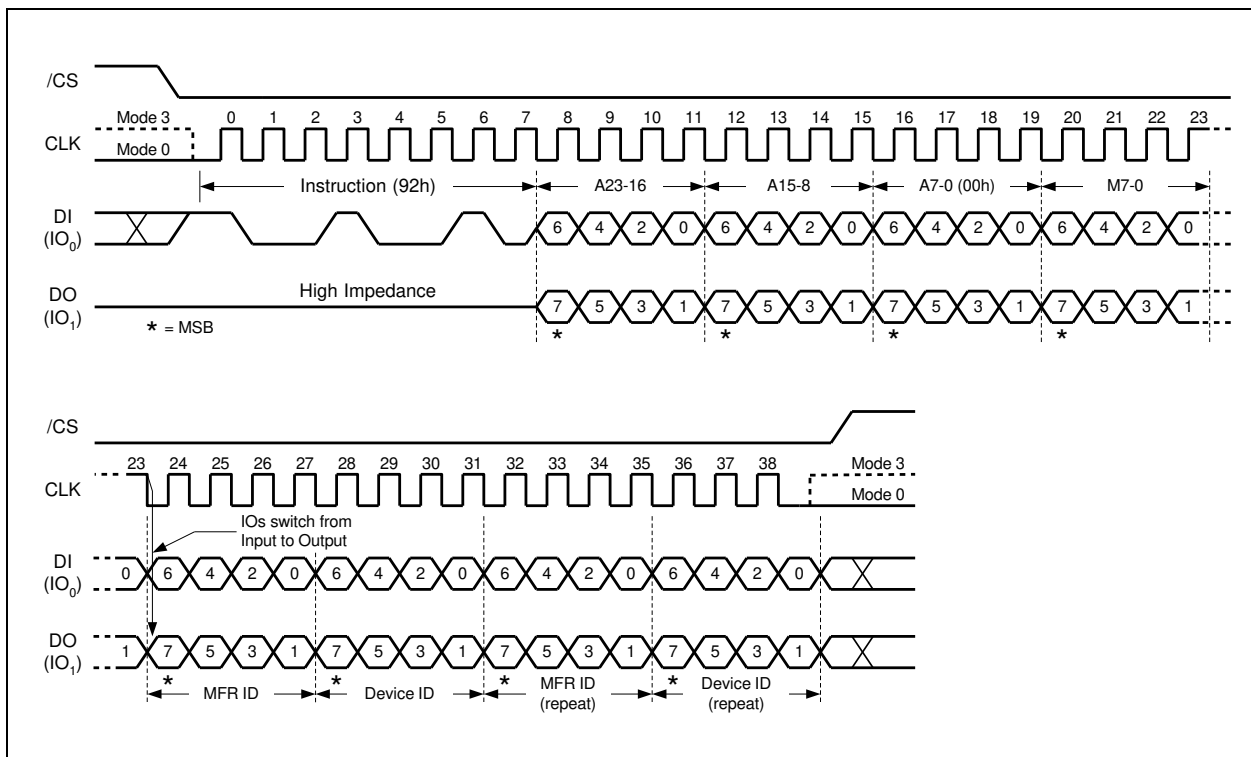 /CS
Mode 3 0 1 2 3 4 5 6 7 8 9 10 11 12 13 14 15 16 17 18 19 20 21 22 23
CLK
Mode 0
Instruction (92h) A23-16 A15-8 A7-0 (00h) M7-0
DI
(IO0)
6 4 2 0 6 4 2 0 6 4 2 0 6 4 2 0
High Impedance
DO
(IO1)
7 5 3 1 7 5 3 1 7 5 3 1 7 5 3 1
* = MSB
* * * *
/CS
23 24 25 26 27 28 29 30 31 32 33 34 35 36 37 38 Mode 3
CLK
Mode 0
IOs switch from
Input to Output
DI
(IO0)
0 6 4 2 0 6 4 2 0 6 4 2 0 6 4 2 0
DO
(IO1)
1 7 5 3 1 7 5 3 1 7 5 3 1 7 5 3 1
* * * *
MFR ID Device ID MFR ID
(repeat)
Device ID
(repeat)